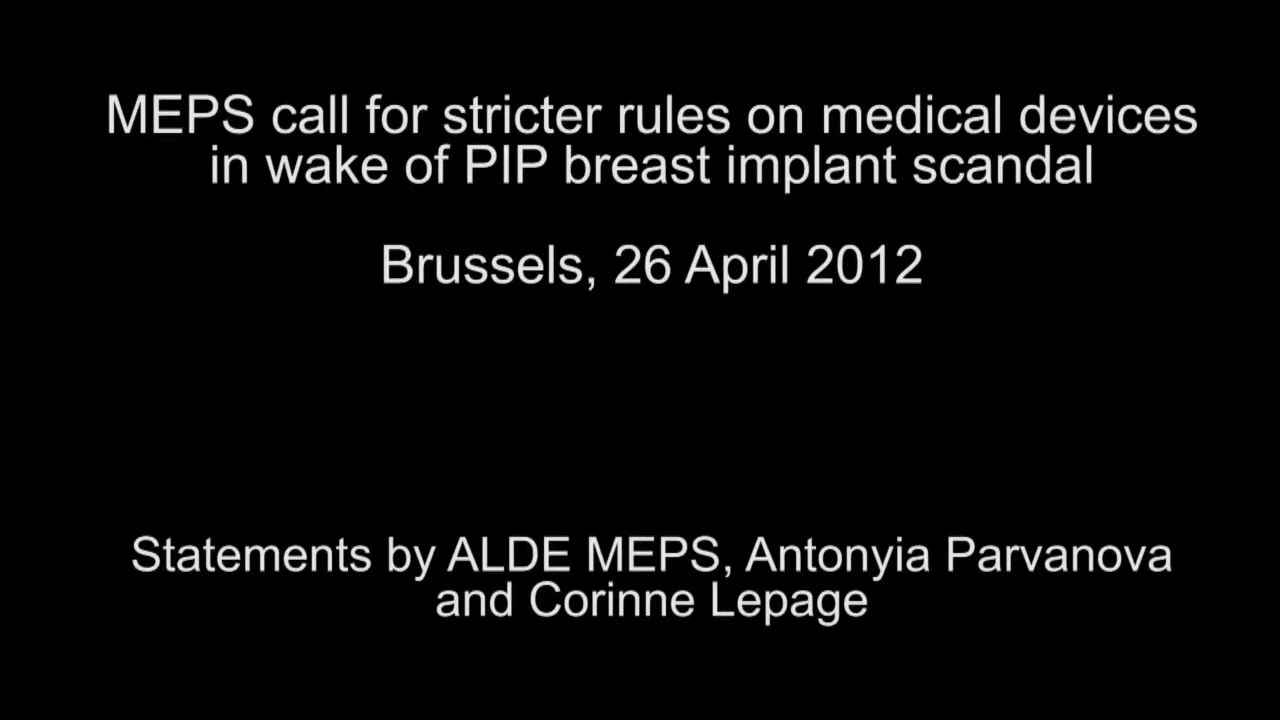 MEPS call for stricter rules on medical devices
in wake of PIP breast implant scandal
Brussels, 26 April 2012
Statements by ALDE MEPS, Antonyia Parvanova
and Corinne Lepage